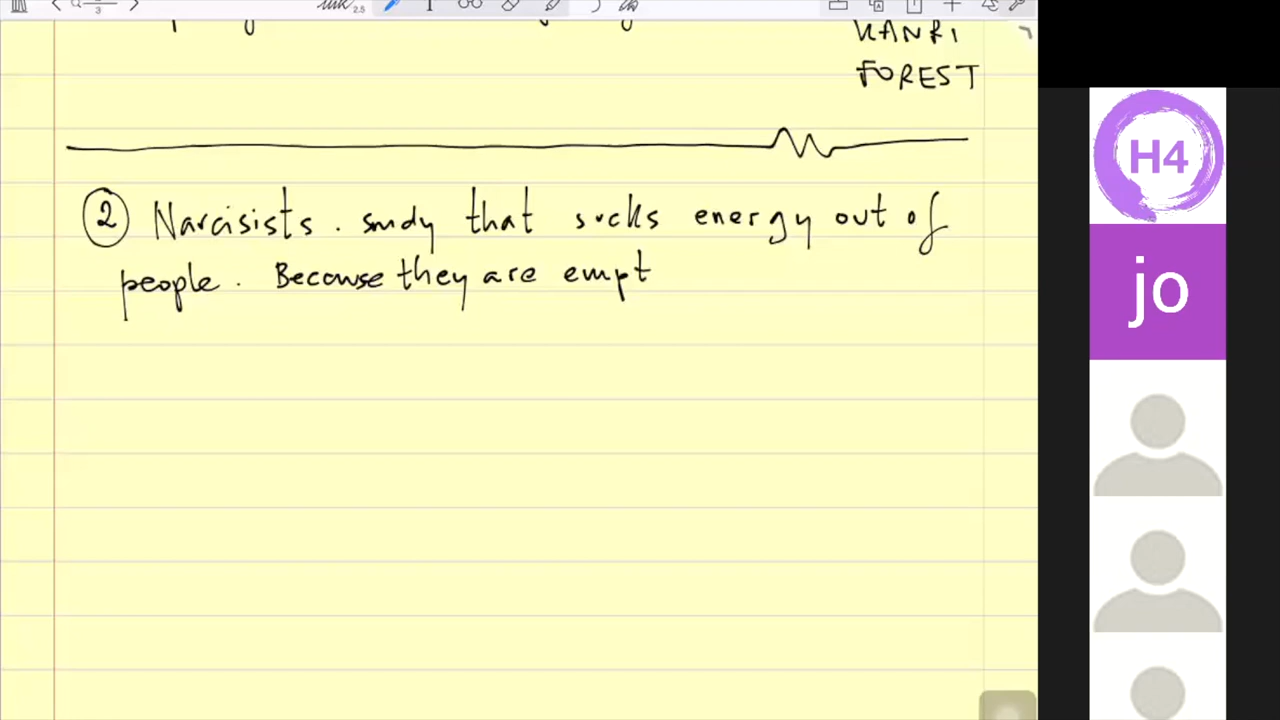 KANRI
FOREST
② Narcisists. smdy that sucks energy out of
people. Because they are empt
H4
jo